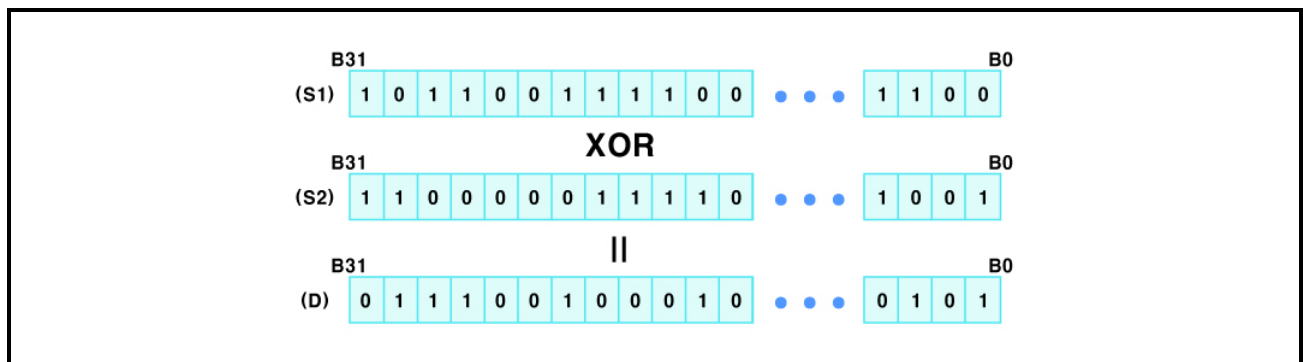 B31 B0
(S1) 1 0 1 1 0 0 1 1 1 1 0 0 ● ● ● 1 1 0 0
XOR
B31 B0
(S2) 1 1 0 0 0 0 0 1 1 1 1 0 ● ● ● 1 0 0 1
||
B31 B0
(D) 0 1 1 1 0 0 1 0 0 0 1 0 ● ● ● 0 1 0 1